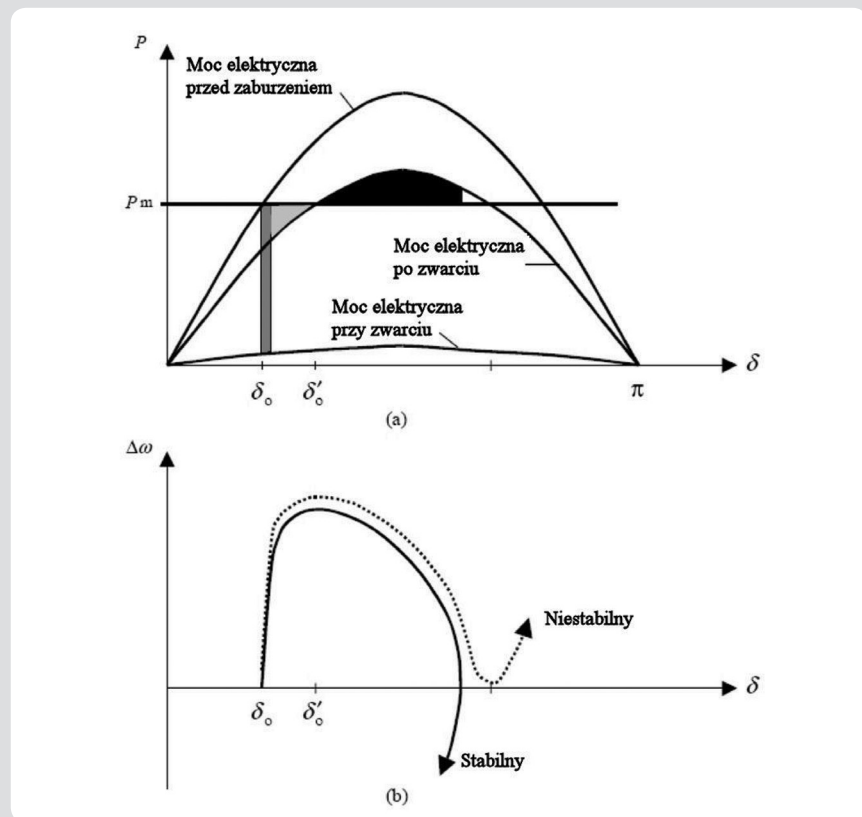 P
Moc elektryczna
przed zaburzeniem
Pm
Moc elektryczna
po zwarciu
Moc elektryczna
przy zwarciu
δ
δₒ δ′ₒ π
(a)
Δω
Niestabilny
δ
δₒ δ′ₒ
Stabilny
(b)